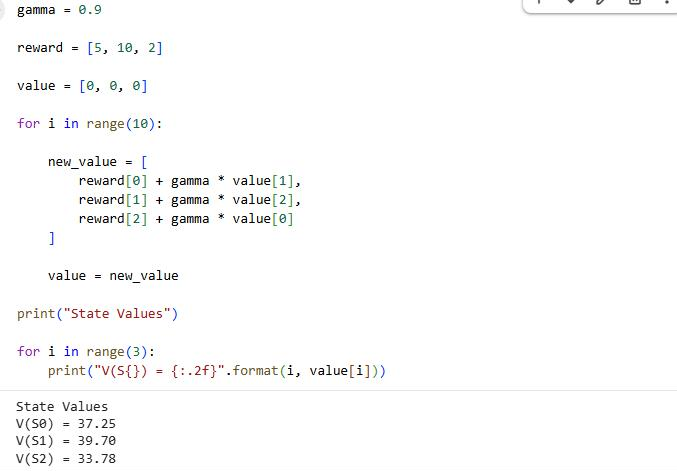 gamma = 0.9
reward = [5, 10, 2]
value = [0, 0, 0]
for i in range(10):
    new_value = [
        reward[0] + gamma * value[1],
        reward[1] + gamma * value[2],
        reward[2] + gamma * value[0]
    ]
    value = new_value
print("State Values")
for i in range(3):
    print("V(S{}) = {:.2f}".format(i, value[i]))
State Values
V(S0) = 37.25
V(S1) = 39.70
V(S2) = 33.78